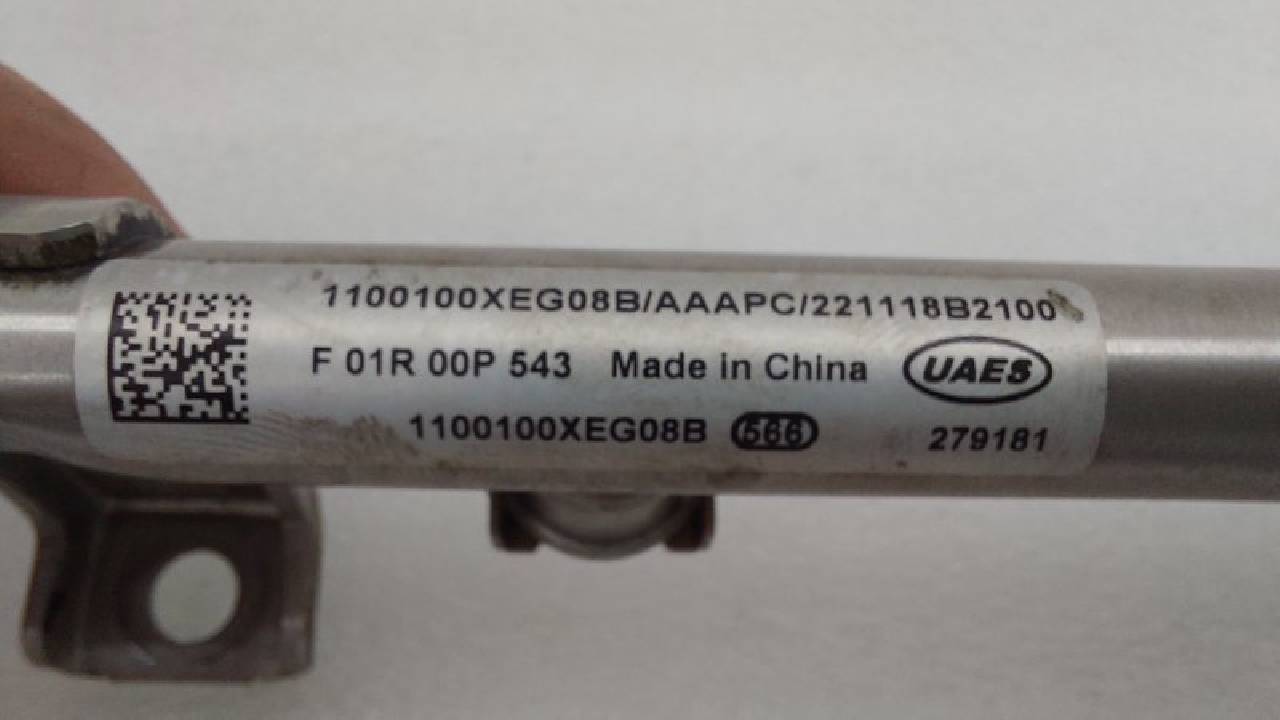 1100100XEG08B/AAAPC/221118B2100
F 01R 00P 543 Made in China UAES
1100100XEG08B 566 279181